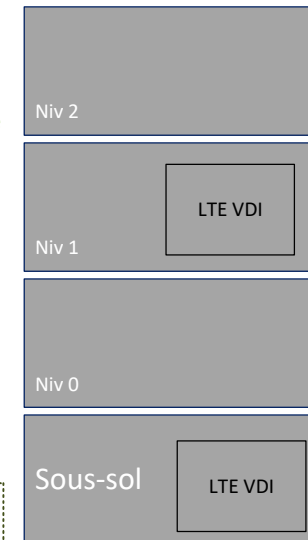 Niv 2
LTE VDI
Niv 1
Niv 0
Sous-sol
LTE VDI